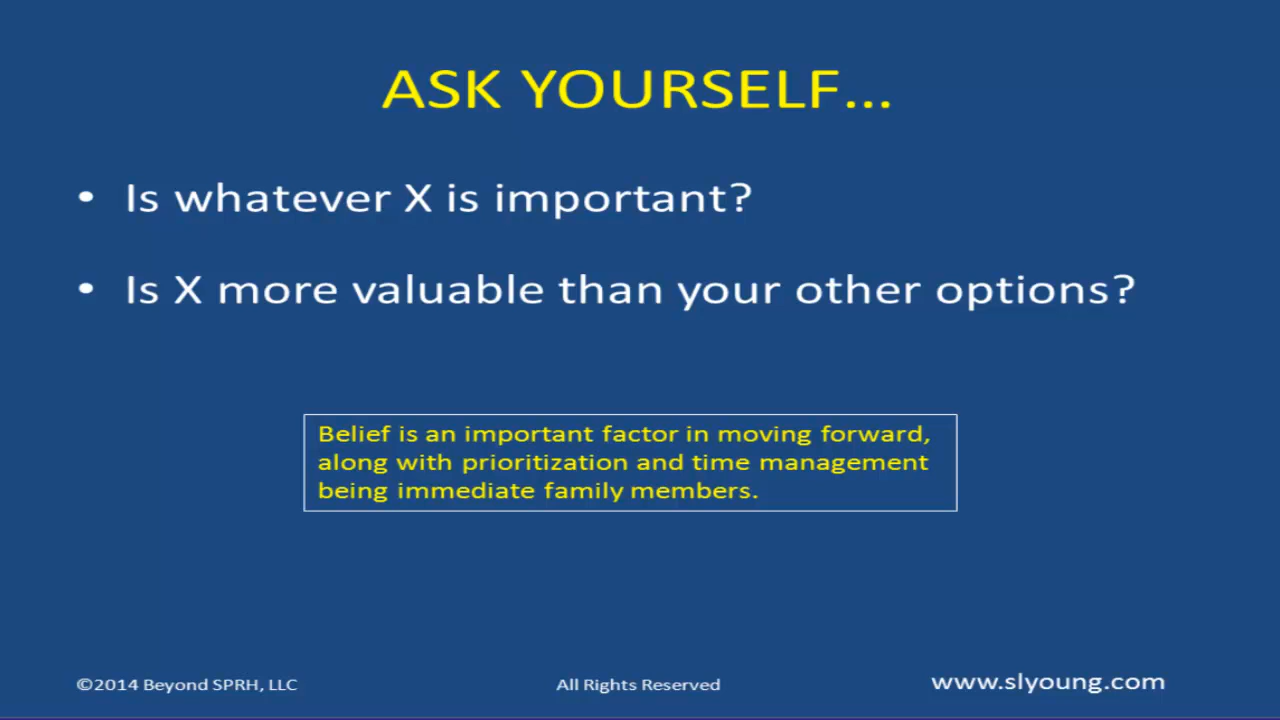 ASK YOURSELF...
• Is whatever X is important?
• Is X more valuable than your other options?
Belief is an important factor in moving forward,
along with prioritization and time management
being immediate family members.
©2014 Beyond SPRH, LLC
All Rights Reserved
www.slyoung.com